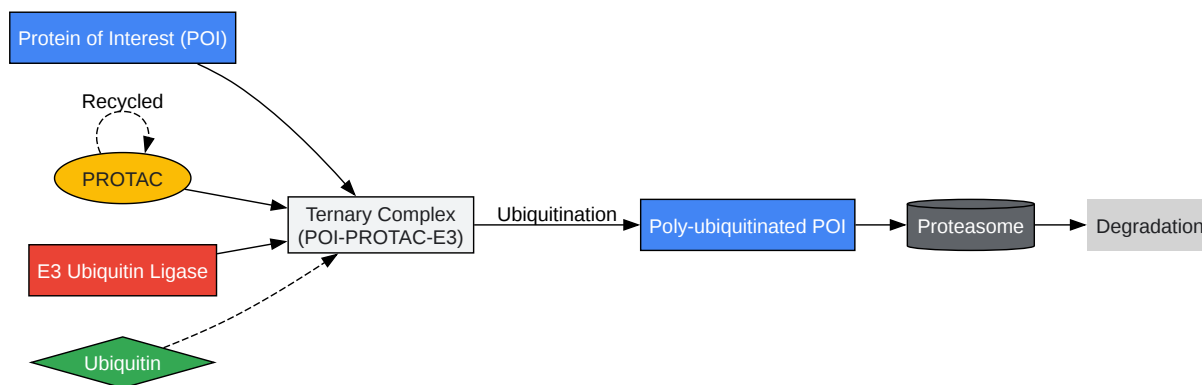 Protein of Interest (POI)
Recycled
PROTAC
E3 Ubiquitin Ligase
Ubiquitin
Ternary Complex
(POI-PROTAC-E3)
Ubiquitination
Poly-ubiquitinated POI
Proteasome
Degradation